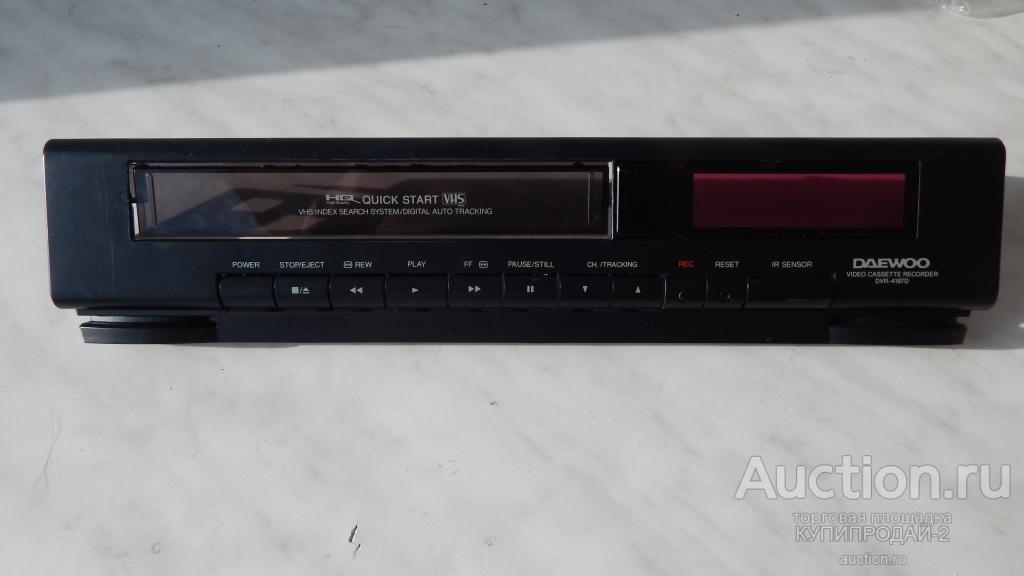 HQ High Quality QUICK START VHS
VHS INDEX SEARCH SYSTEM/DIGITAL AUTO TRACKING
POWER STOP/EJECT REW PLAY FF PAUSE/STILL CH./TRACKING REC RESET IR SENSOR
DAEWOO
VIDEO CASSETTE RECORDER
DVR-4187D
Auction.ru
торговая площадка
КУПИПРОДАЙ-2
auction.ru